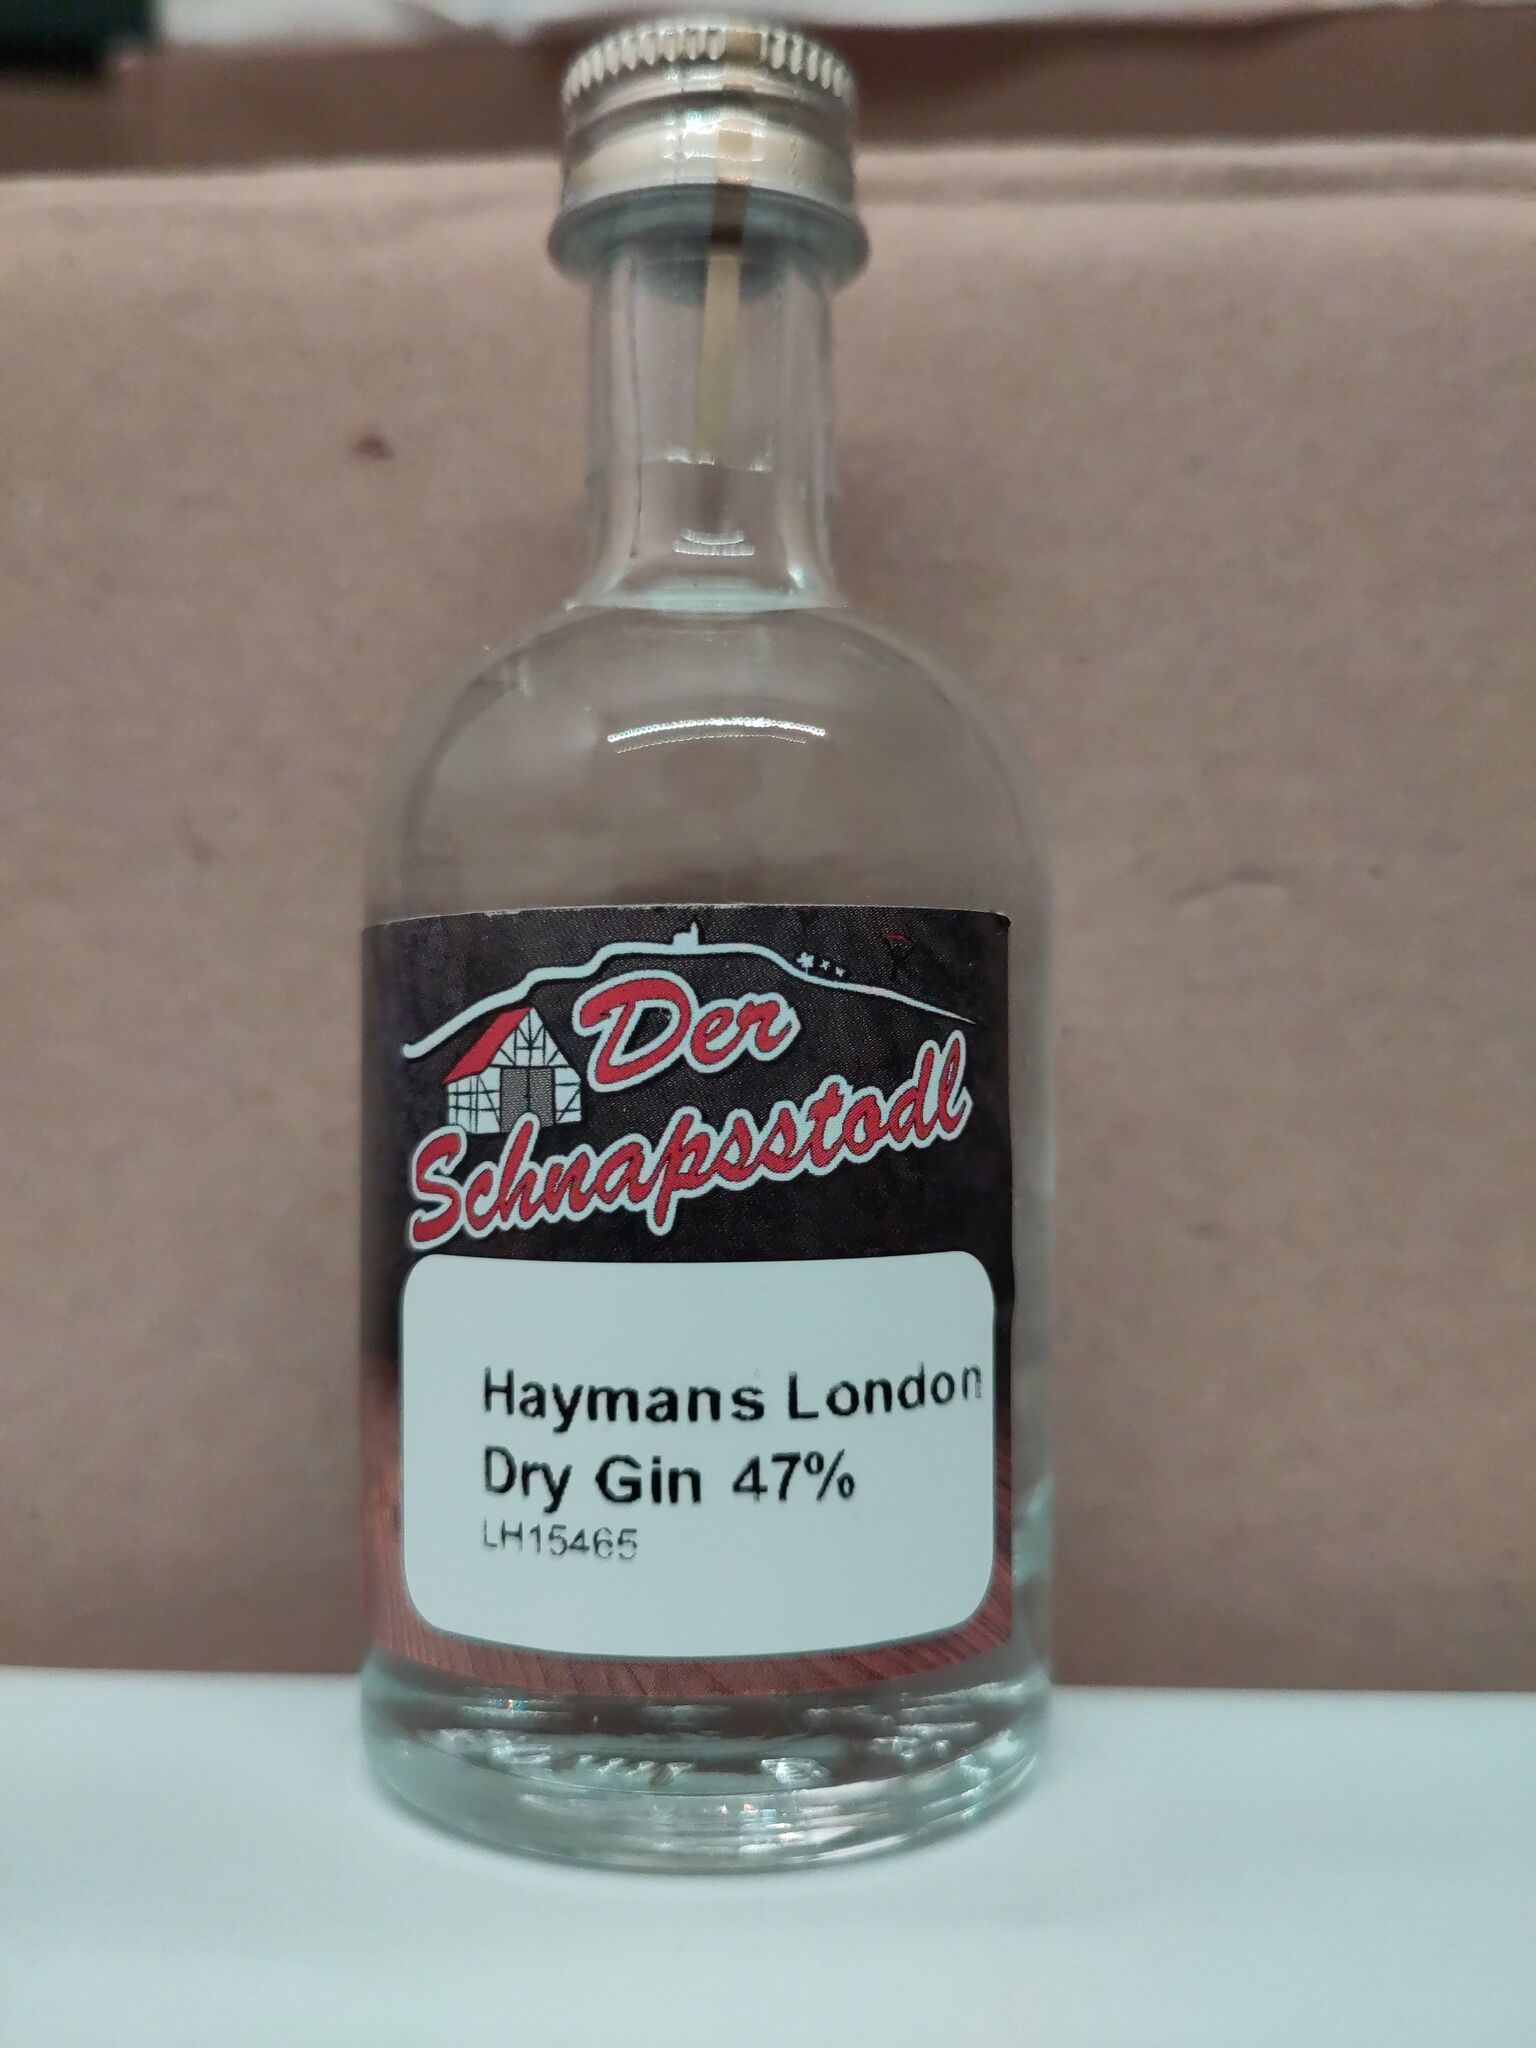 Der
Schnapsstodl
Haymans London
Dry Gin 47%
LH15465